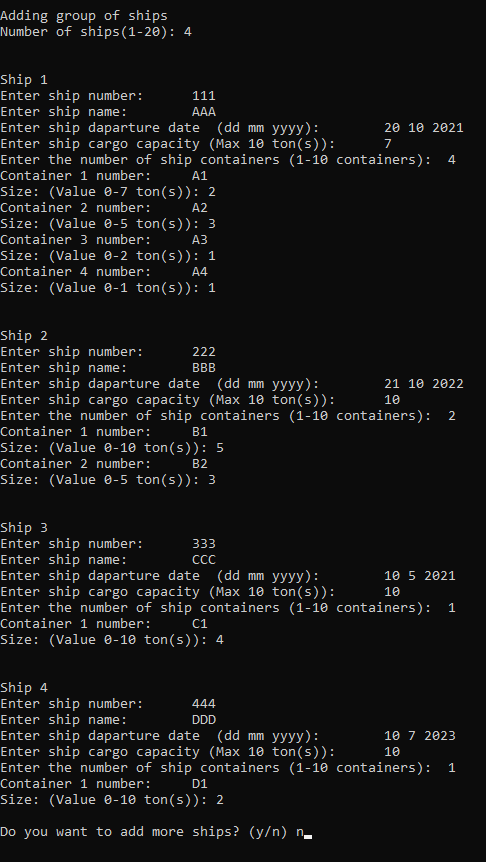 Adding group of ships
Number of ships(1-20): 4
Ship 1
Enter ship number: 111
Enter ship name: AAA
Enter ship daparture date (dd mm yyyy): 20 10 2021
Enter ship cargo capacity (Max 10 ton(s)): 7
Enter the number of ship containers (1-10 containers): 4
Container 1 number: A1
Size: (Value 0-7 ton(s)): 2
Container 2 number: A2
Size: (Value 0-5 ton(s)): 3
Container 3 number: A3
Size: (Value 0-2 ton(s)): 1
Container 4 number: A4
Size: (Value 0-1 ton(s)): 1
Ship 2
Enter ship number: 222
Enter ship name: BBB
Enter ship daparture date (dd mm yyyy): 21 10 2022
Enter ship cargo capacity (Max 10 ton(s)): 10
Enter the number of ship containers (1-10 containers): 2
Container 1 number: B1
Size: (Value 0-10 ton(s)): 5
Container 2 number: B2
Size: (Value 0-5 ton(s)): 3
Ship 3
Enter ship number: 333
Enter ship name: CCC
Enter ship daparture date (dd mm yyyy): 10 5 2021
Enter ship cargo capacity (Max 10 ton(s)): 10
Enter the number of ship containers (1-10 containers): 1
Container 1 number: C1
Size: (Value 0-10 ton(s)): 4
Ship 4
Enter ship number: 444
Enter ship name: DDD
Enter ship daparture date (dd mm yyyy): 10 7 2023
Enter ship cargo capacity (Max 10 ton(s)): 10
Enter the number of ship containers (1-10 containers): 1
Container 1 number: D1
Size: (Value 0-10 ton(s)): 2
Do you want to add more ships? (y/n) n